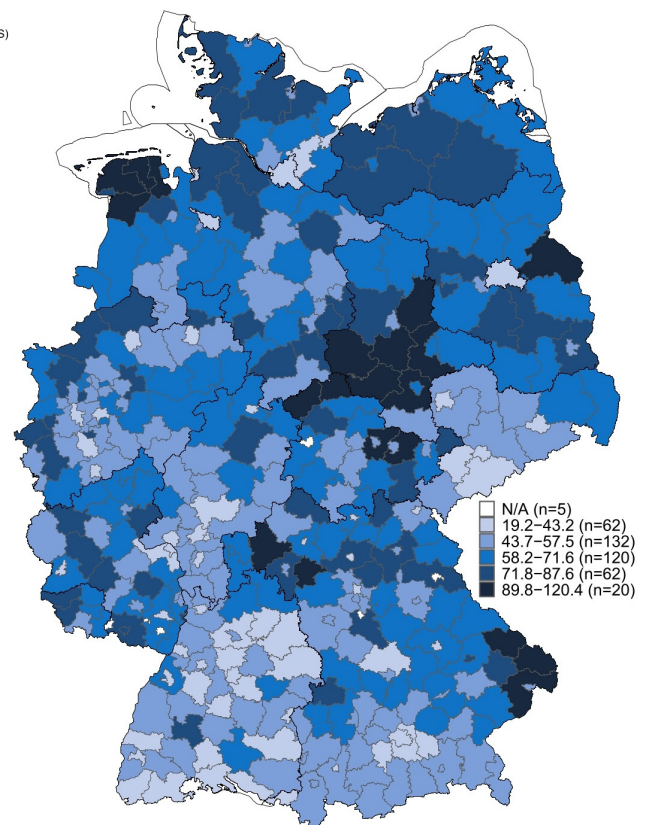 S)
N/A (n=5)
19.2−43.2 (n=62)
43.7−57.5 (n=132)
58.2−71.6 (n=120)
71.8−87.6 (n=62)
89.8−120.4 (n=20)